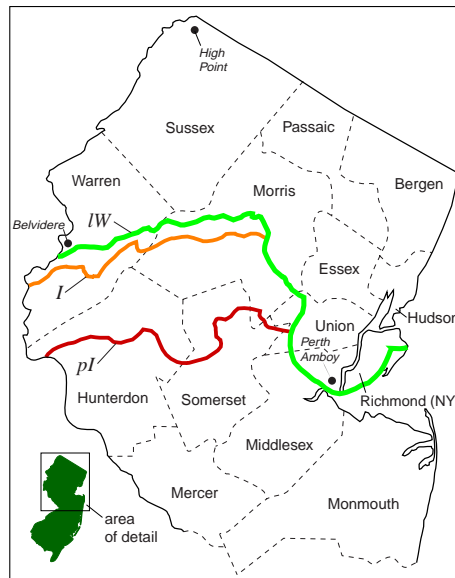 High
Point
Sussex
Passaic
Warren
Bergen
Morris
Belvidere
lW
Essex
I
Hudson
Union
Perth
Amboy
pI
Hunterdon
Somerset
Richmond (NY)
Middlesex
Mercer
Monmouth
area
of detail